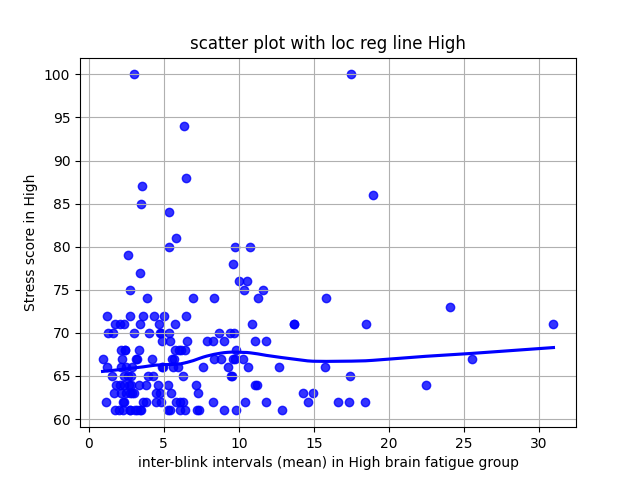 scatter plot with loc reg line High
Stress score in High
100
95
90
85
80
75
70
65
60
0 5 10 15 20 25 30
inter-blink intervals (mean) in High brain fatigue group